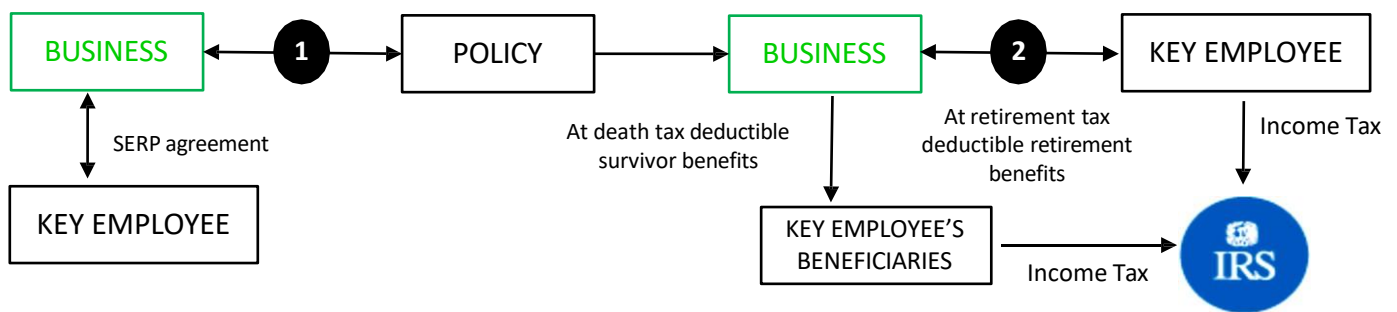 BUSINESS
1
POLICY
BUSINESS
2
KEY EMPLOYEE
SERP agreement
At death tax deductible
survivor benefits
At retirement tax
deductible retirement
benefits
Income Tax
KEY EMPLOYEE
KEY EMPLOYEE’S
BENEFICIARIES
Income Tax
IRS